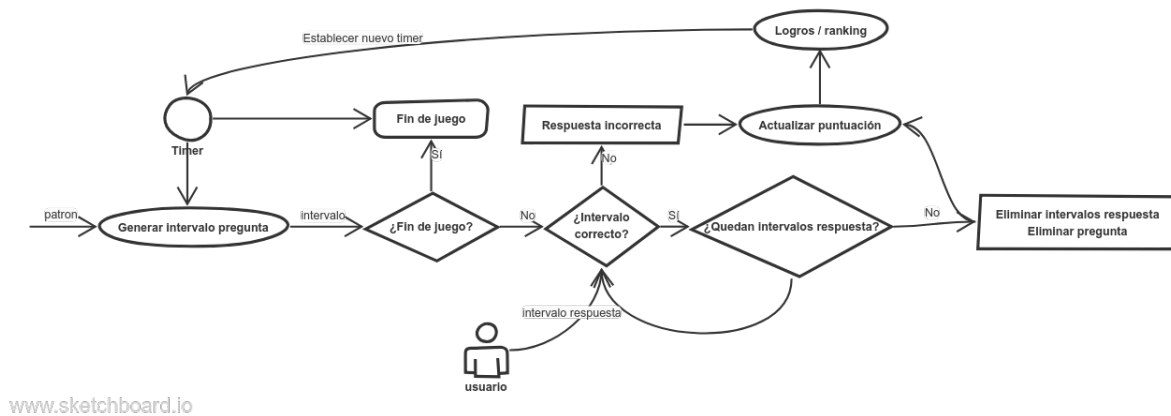 Logros / ranking
Establecer nuevo timer
Timer
Fin de juego
Respuesta incorrecta
Actualizar puntuación
Sí
No
patron
Generar intervalo pregunta
intervalo
¿Fin de juego?
No
¿Intervalo
correcto?
Sí
¿Quedan intervalos respuesta?
No
Eliminar intervalos respuesta
Eliminar pregunta
intervalo respuesta
usuario
www.sketchboard.io